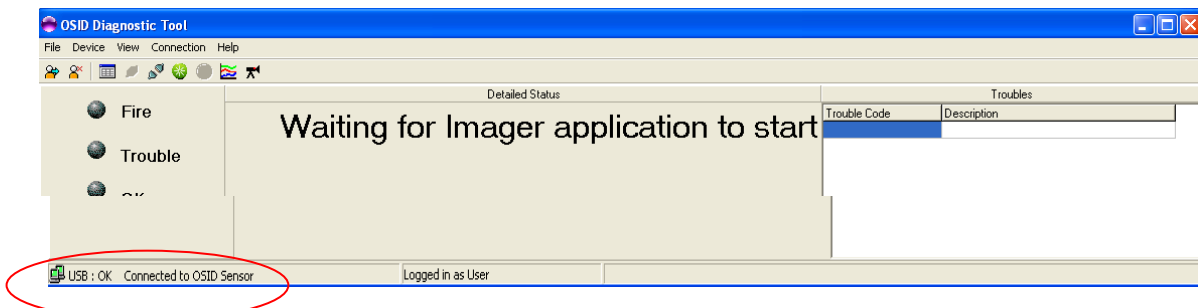 OSID Diagnostic Tool
File Device View Connection Help
Detailed Status
Troubles
Fire
Waiting for Imager application to start
Trouble Code Description
Trouble
USB : OK Connected to OSID Sensor
Logged in as User